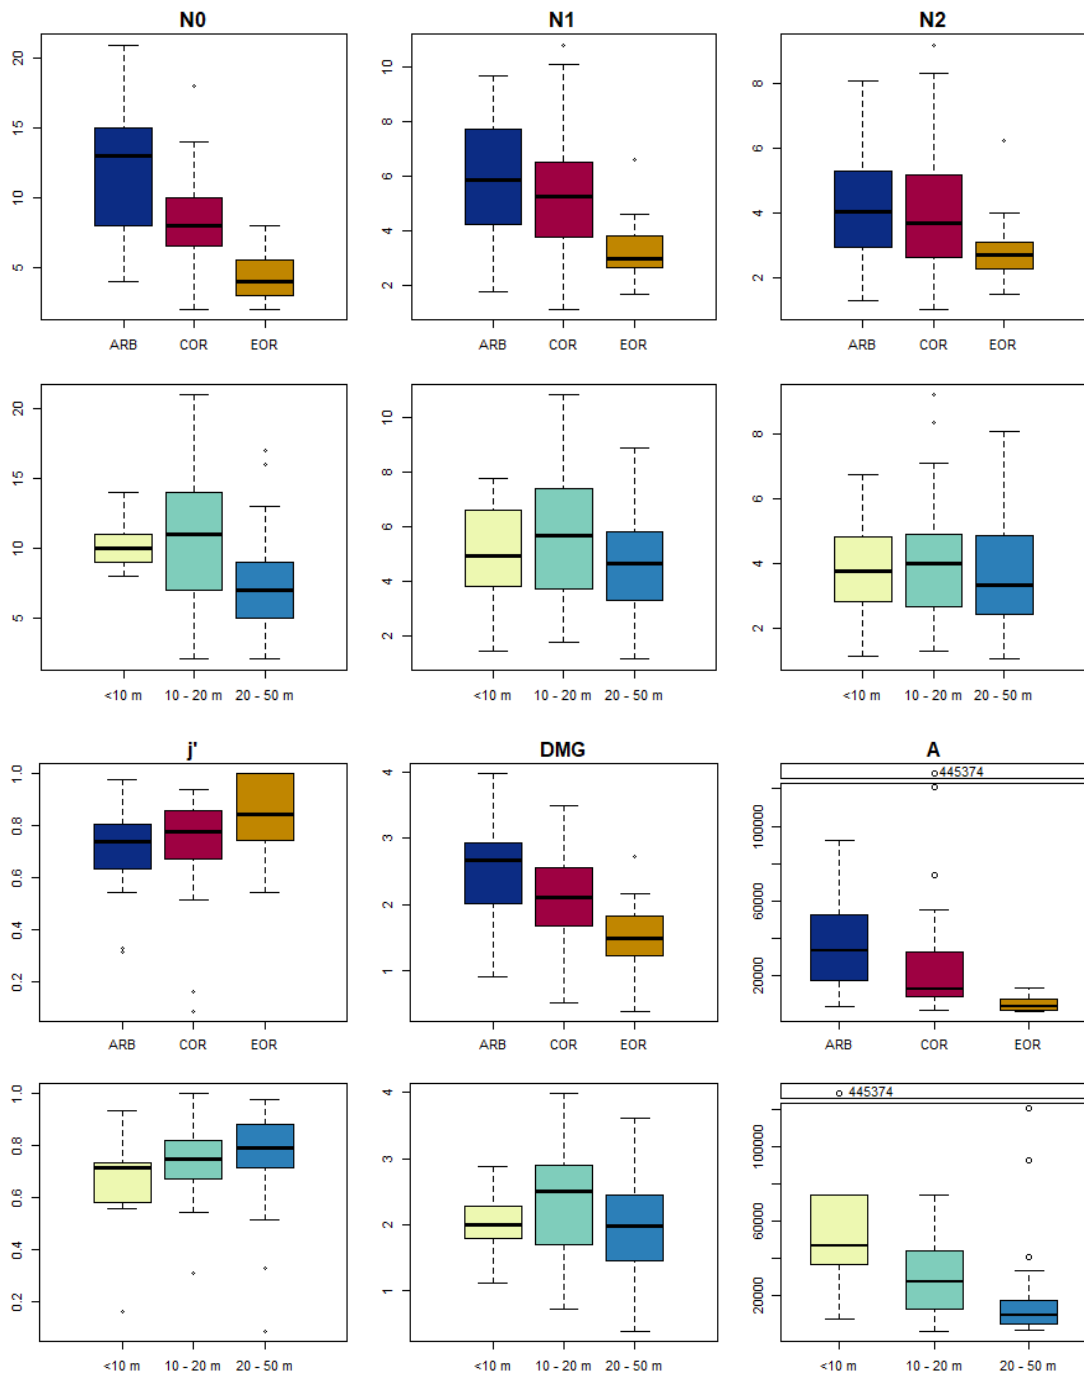 N0 N1 N2
20 15 10 5
10 8 6 4 2
8 6 4 2
ARB COR EOR ARB COR EOR ARB COR EOR
20 15 10 5
10 8 6 4 2
8 6 4 2
<10 m 10 - 20 m 20 - 50 m <10 m 10 - 20 m 20 - 50 m <10 m 10 - 20 m 20 - 50 m
j' DMG A
445374
1.0 0.8 0.6 0.4 0.2
4 3 2 1
100000 60000 20000
ARB COR EOR ARB COR EOR ARB COR EOR
445374
1.0 0.8 0.6 0.4 0.2
4 3 2 1
100000 60000 20000
<10 m 10 - 20 m 20 - 50 m <10 m 10 - 20 m 20 - 50 m <10 m 10 - 20 m 20 - 50 m